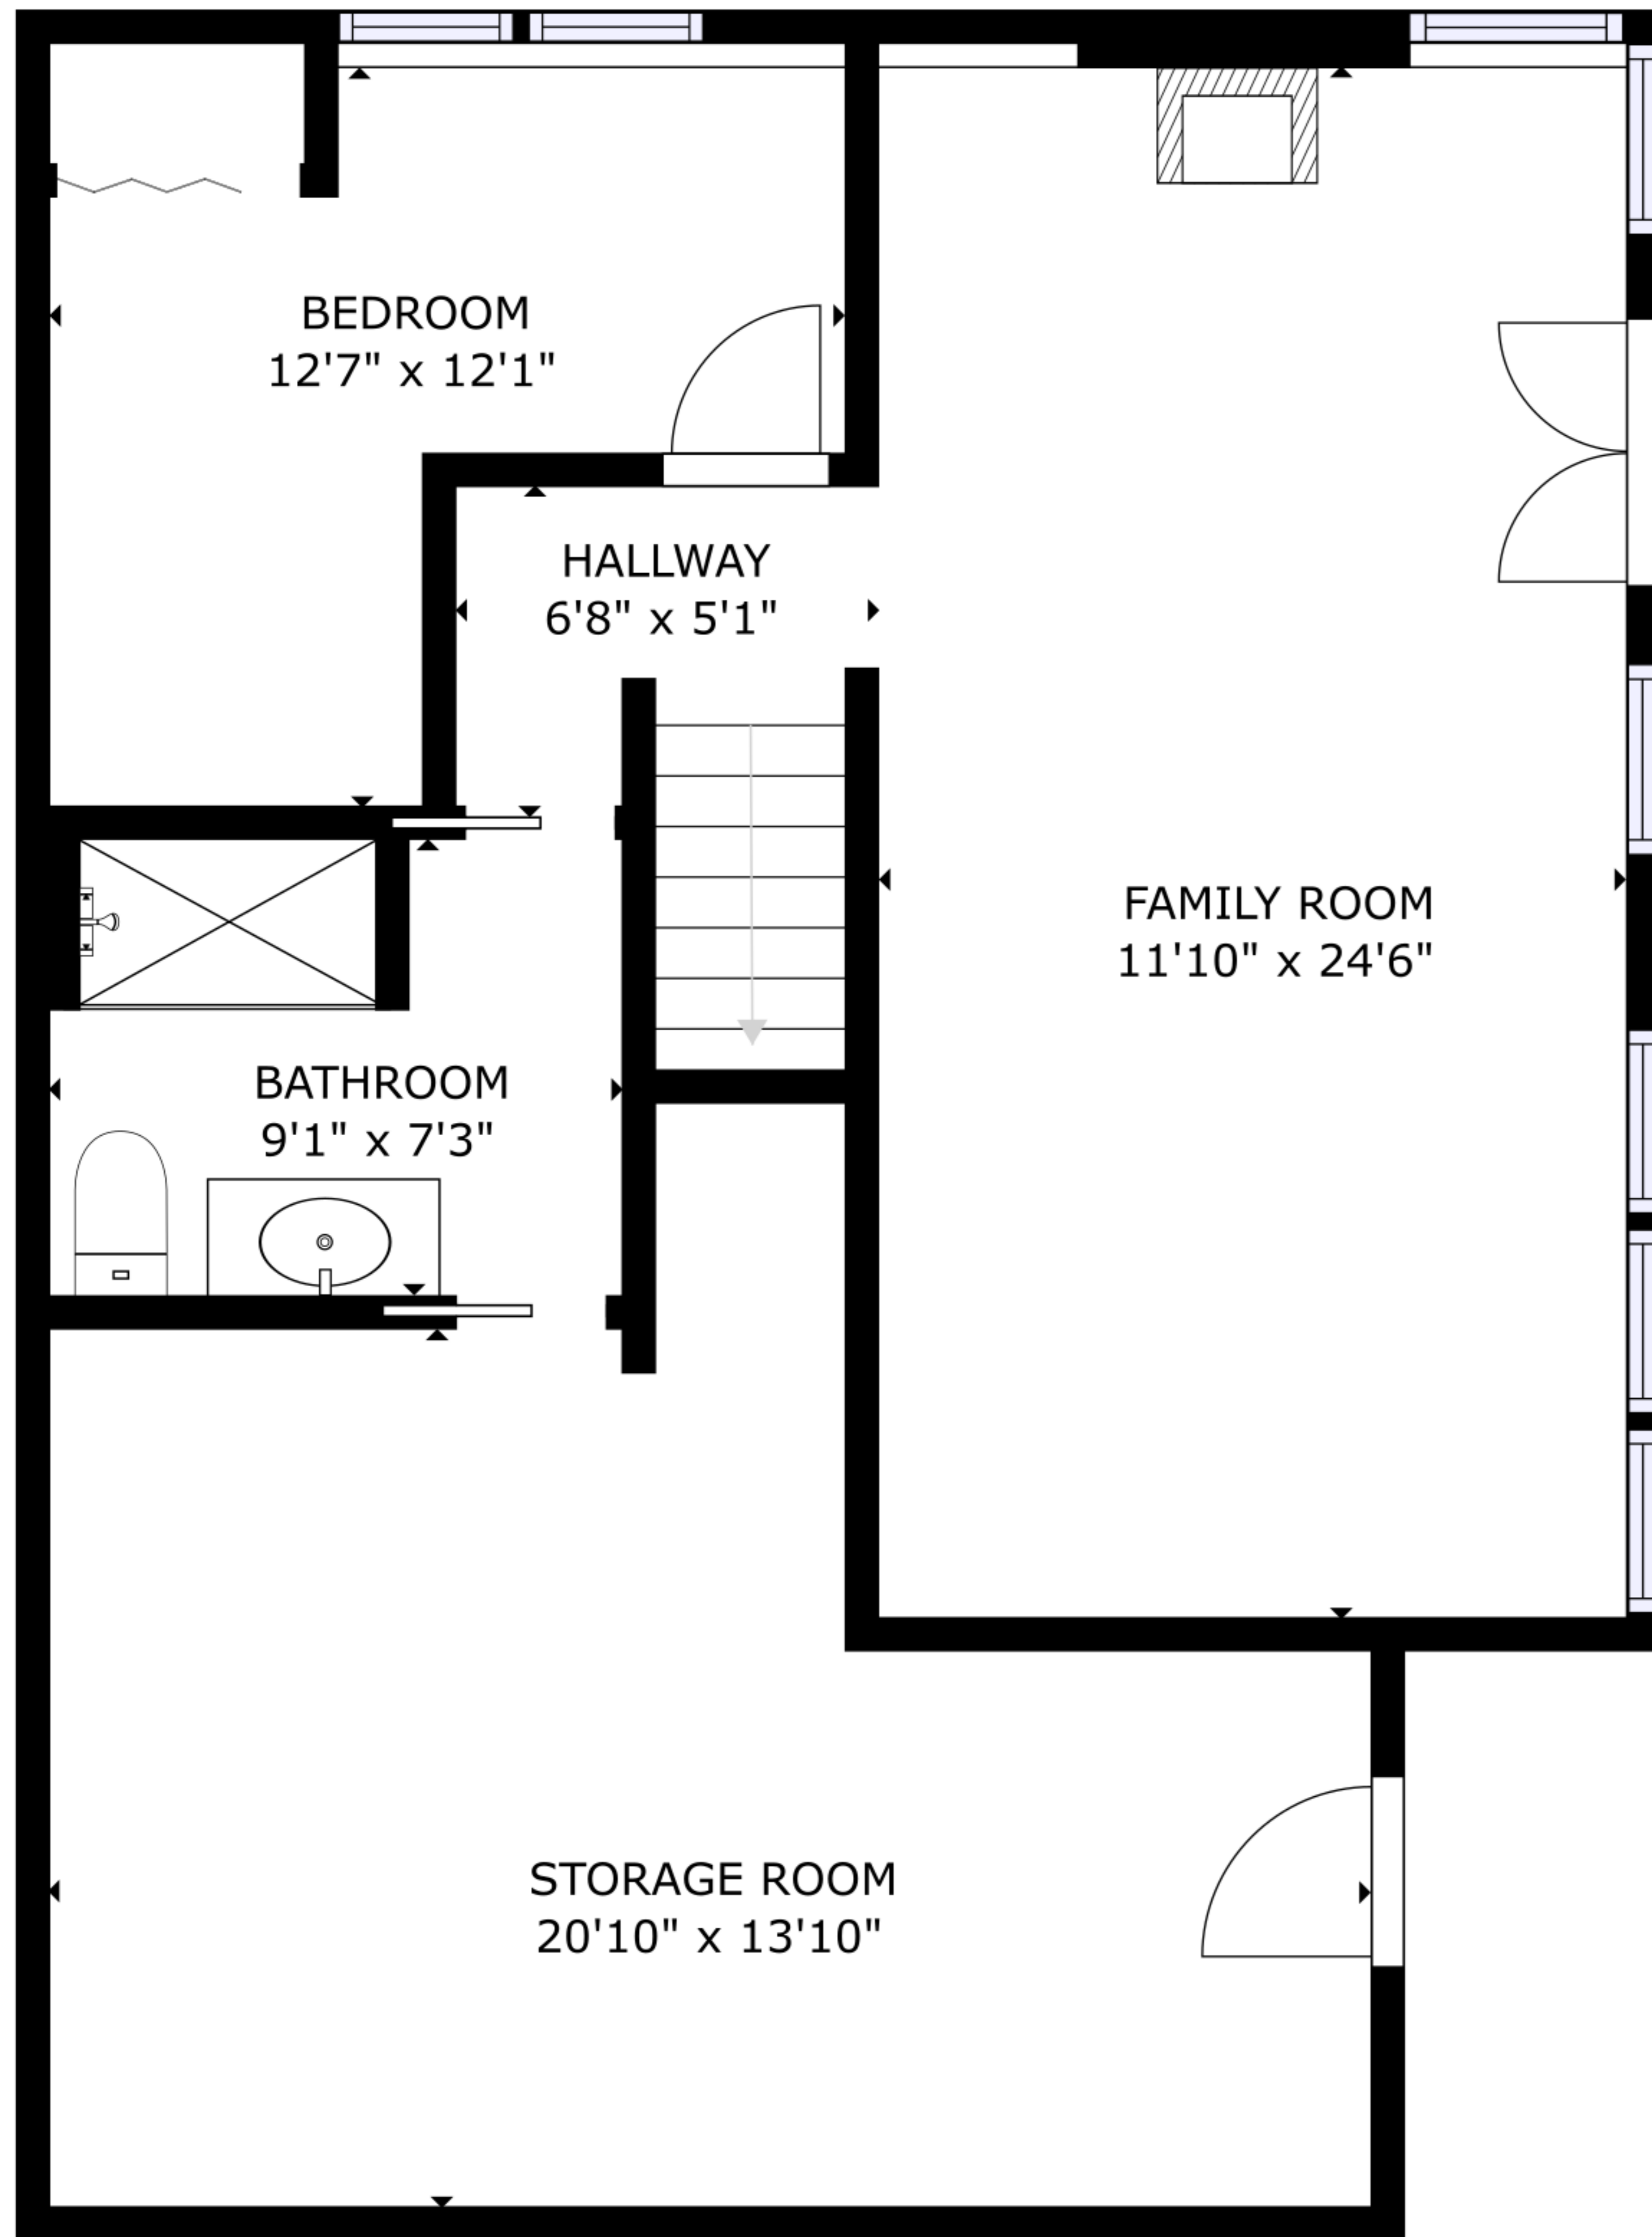 BEDROOM
12'7" x 12'1"
HALLWAY
6'8" x 5'1"
FAMILY ROOM
11'10" x 24'6"
BATHROOM
9'1" x 7'3"
STORAGE ROOM
20'10" x 13'10"